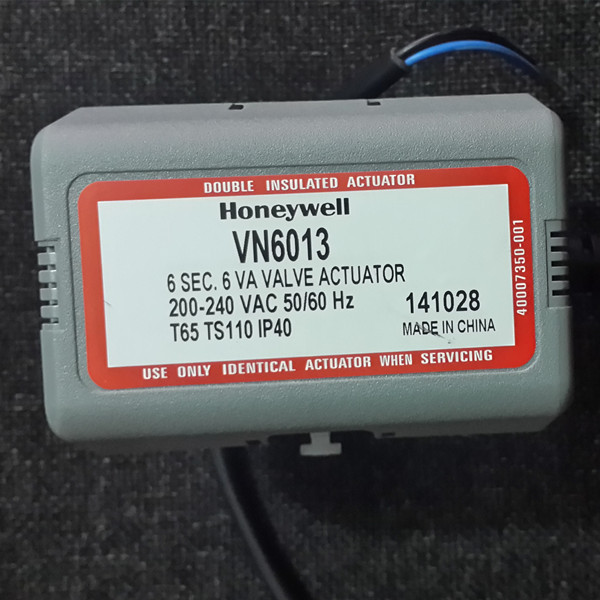 DOUBLE INSULATED ACTUATOR
Honeywell
VN6013
6 SEC. 6 VA VALVE ACTUATOR
200-240 VAC 50/60 Hz
T65 TS110 IP40
141028
MADE IN CHINA
40007350-001
USE ONLY IDENTICAL ACTUATOR WHEN SERVICING